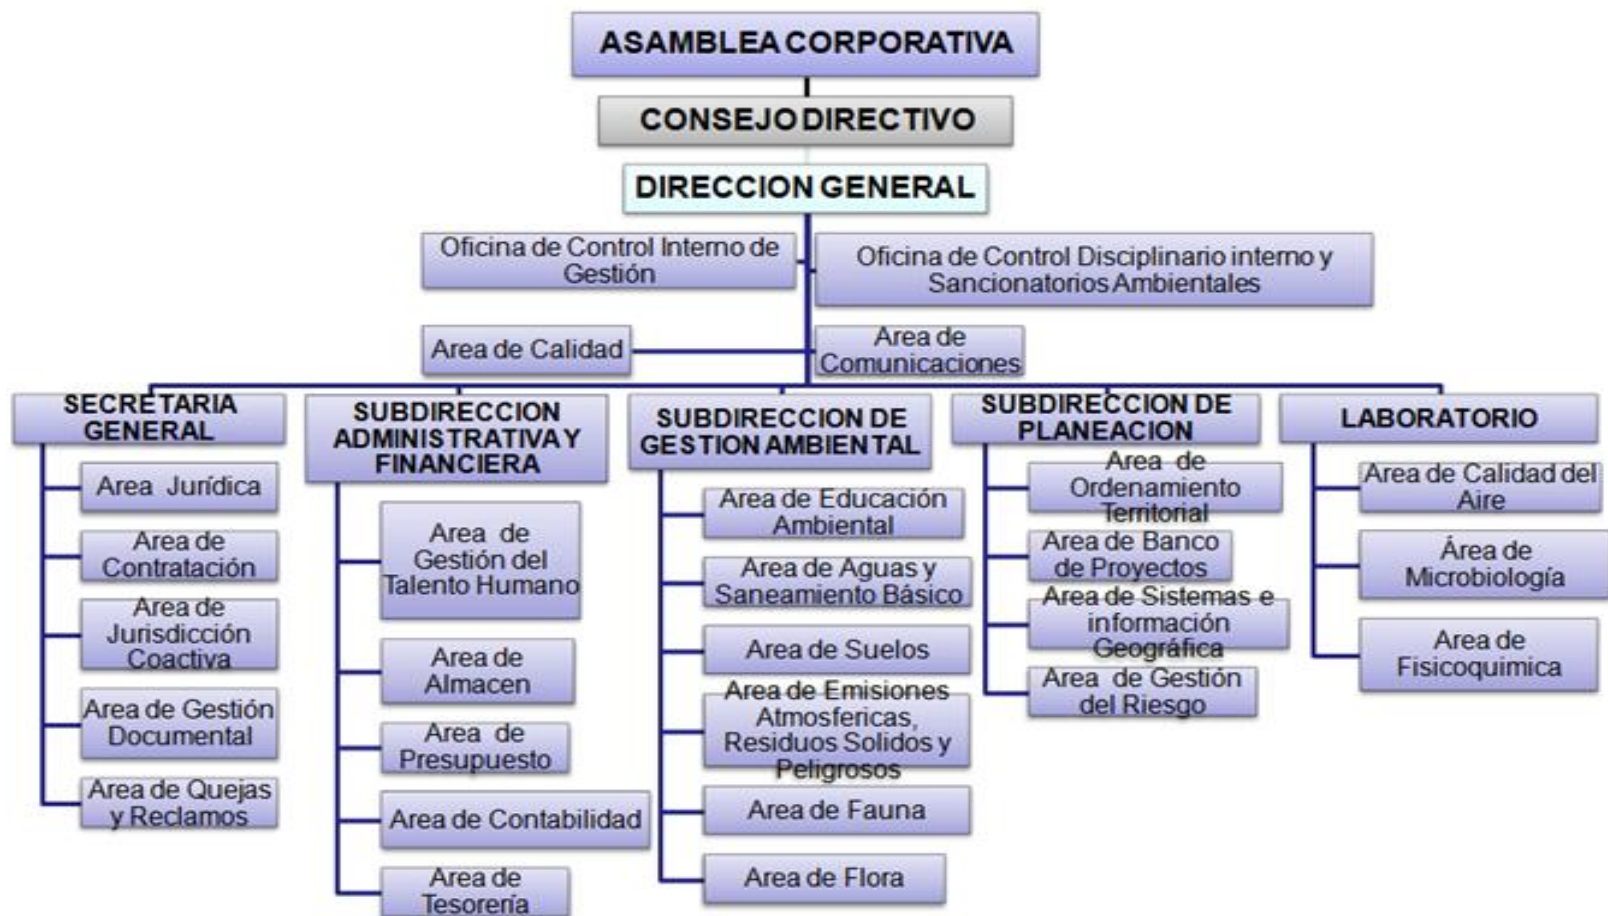 ASAMBLEA CORPORATIVA
CONSEJO DIRECTIVO
DIRECCION GENERAL
Oficina de Control Interno de
Gestión
Oficina de Control Disciplinario interno y
Sancionatorios Ambientales
Area de Calidad
Area de
Comunicaciones
SECRETARIA
GENERAL
Area Jurídica
Area de
Contratación
Area de
Jurisdicción
Coactiva
Area de Gestión
Documental
Area de Quejas
y Reclamos
SUBDIRECCION
ADMINISTRATIVA Y
FINANCIERA
Area de
Gestión del
Talento Humano
Area de
Almacen
Area de
Presupuesto
Area de Contabilidad
Area de
Tesorería
SUBDIRECCION DE
GESTION AMBIENTAL
Area de Educación
Ambiental
Area de Aguas y
Saneamiento Básico
Area de Suelos
Area de Emisiones
Atmosfericas,
Residuos Solidos y
Peligrosos
Area de Fauna
Area de Flora
SUBDIRECCION DE
PLANEACION
Area de
Ordenamiento
Territorial
Area de Banco
de Proyectos
Area de Sistemas e
información
Geográfica
Area de Gestión
del Riesgo
LABORATORIO
Area de Calidad del
Aire
Área de
Microbiología
Area de
Fisicoquimica